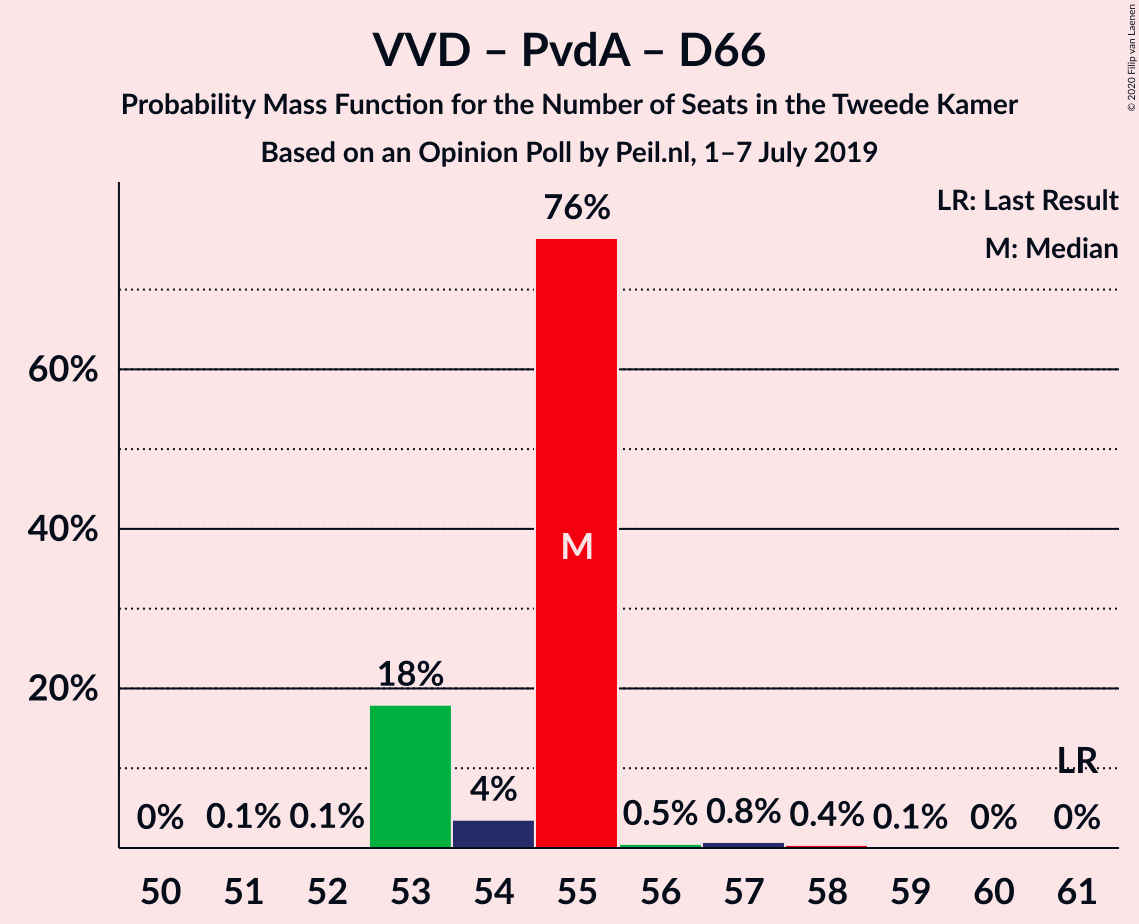 VVD – PvdA – D66
Probability Mass Function for the Number of Seats in the Tweede Kamer
Based on an Opinion Poll by Peil.nl, 1–7 July 2019
© 2020 Filip van Laenen
LR: Last Result
M: Median
76%
60%
40%
M
20%
18%
LR
4%
0% 0.1% 0.1% 0.5% 0.8% 0.4% 0.1% 0% 0%
50 51 52 53 54 55 56 57 58 59 60 61